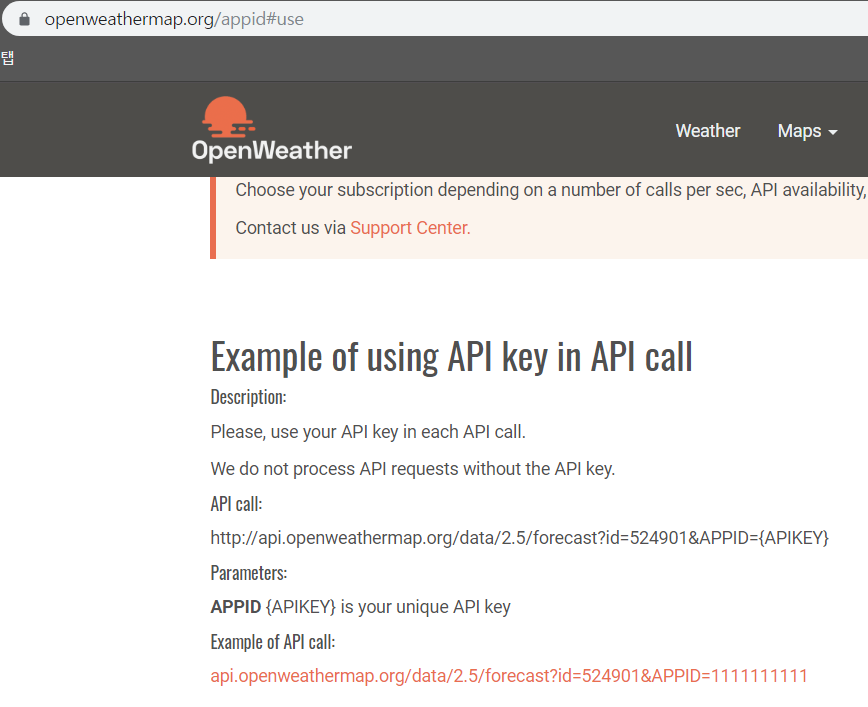 openweathermap.org/appid#use
탭
OpenWeather
Weather Maps
Choose your subscription depending on a number of calls per sec, API availability,
Contact us via Support Center.
Example of using API key in API call
Description:
Please, use your API key in each API call.
We do not process API requests without the API key.
API call:
http://api.openweathermap.org/data/2.5/forecast?id=524901&APPID={APIKEY}
Parameters:
APPID {APIKEY} is your unique API key
Example of API call:
api.openweathermap.org/data/2.5/forecast?id=524901&APPID=1111111111